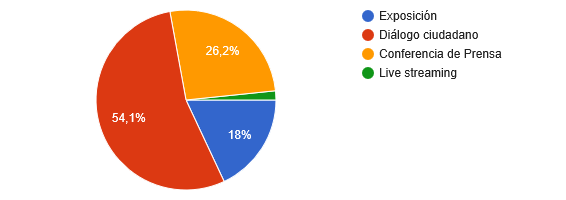 Exposición
Diálogo ciudadano
Conferencia de Prensa
Live streaming
26,2%
54,1%
18%